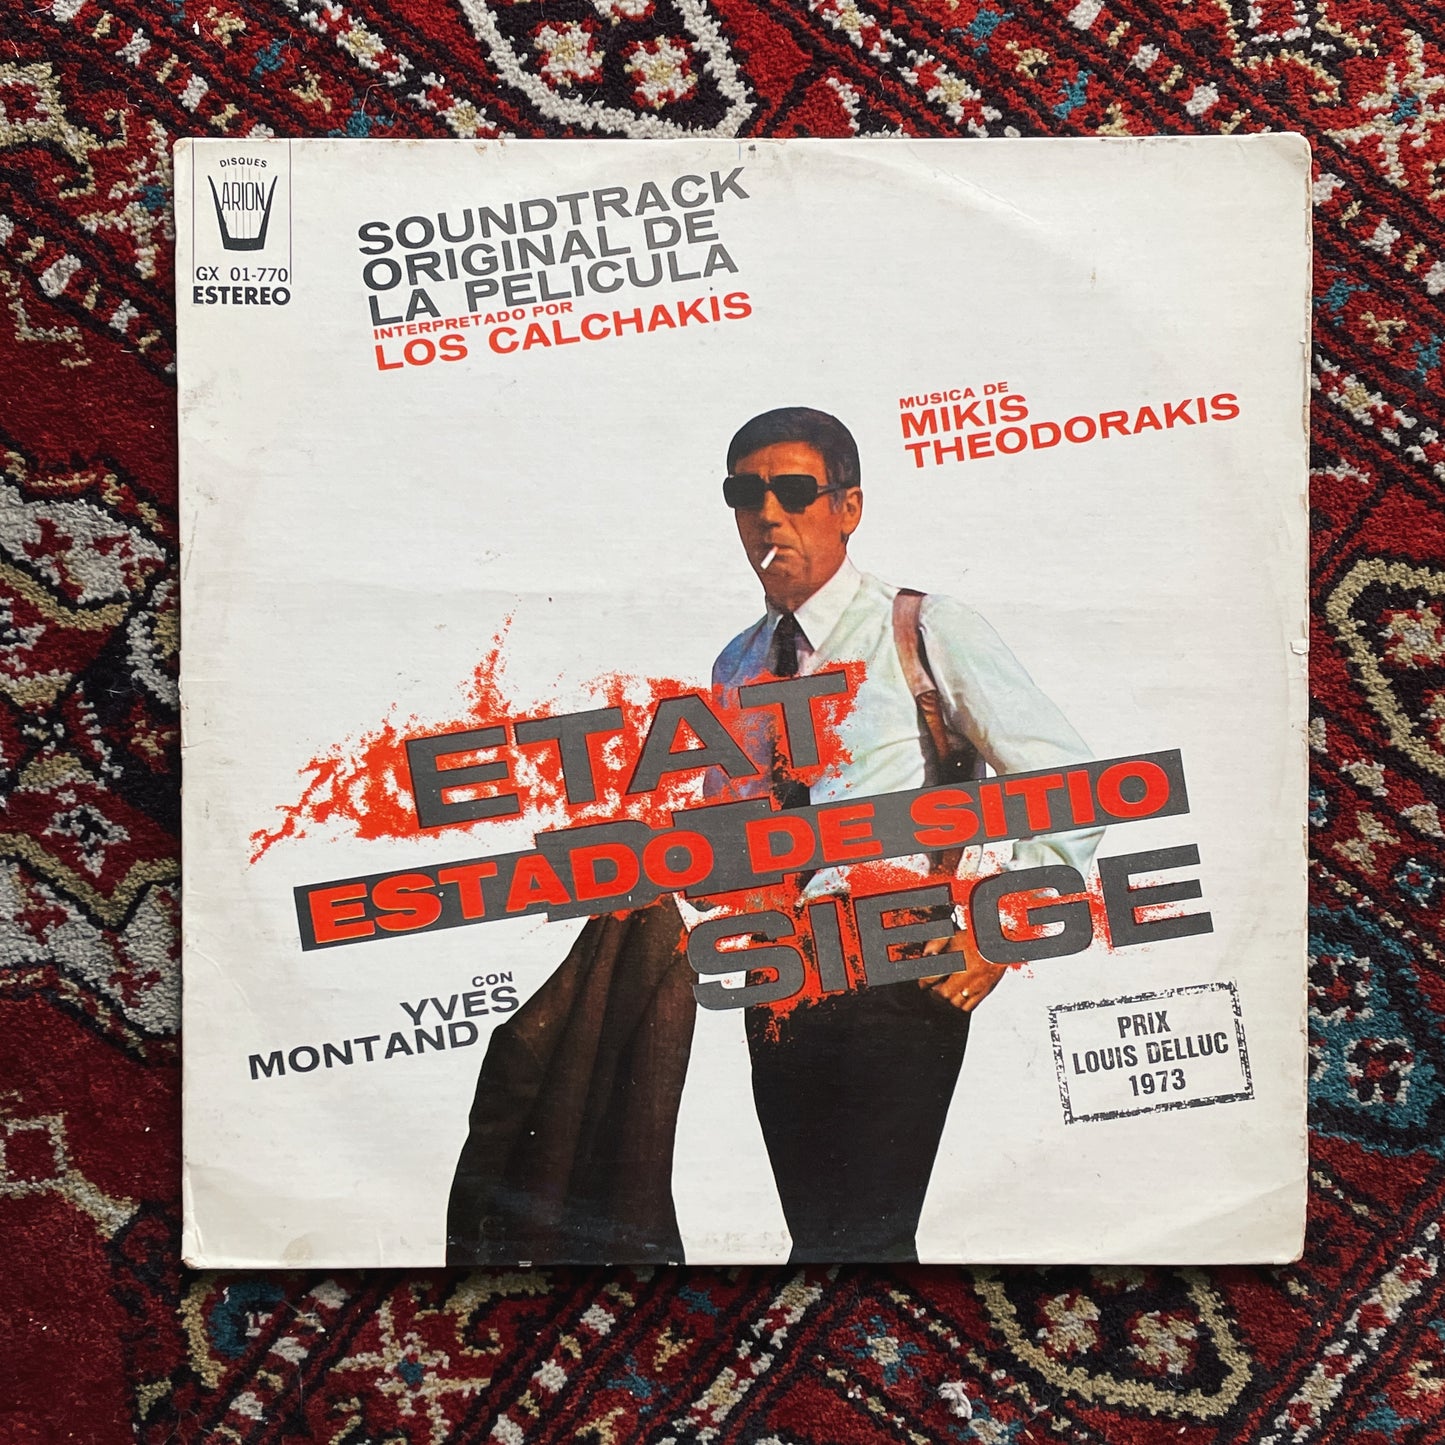 DISQUES
ARION
GX 01-770
ESTEREO
SOUNDTRACK
ORIGINAL DE
LA PELICULA
INTERPRETADO POR
LOS CALCHAKIS
MUSICA DE
MIKIS
THEODORAKIS
ETAT
DE
ESTADO DE SITIO
SIEGE
CON
YVES
MONTAND
PRIX
LOUIS DELLUC
1973